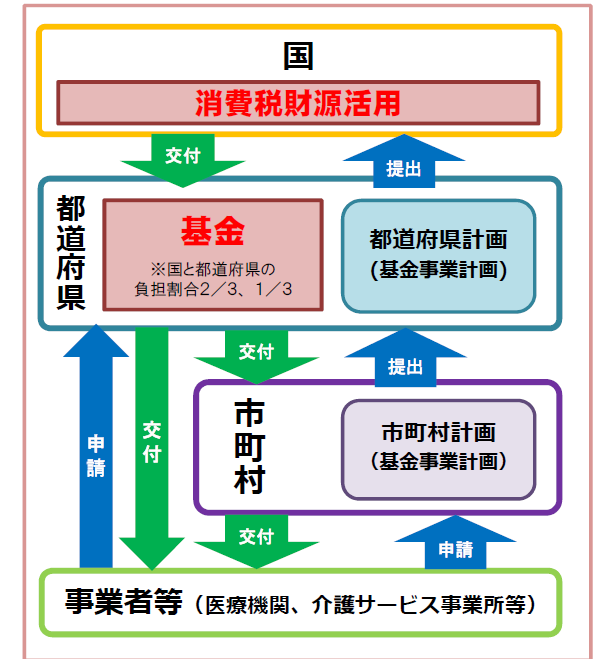 国
消費税財源活用
交付
提出
都道府県
基金
※国と都道府県の
負担割合2／3、1／3
都道府県計画
(基金事業計画)
交付
提出
申請
交付
市町村
市町村計画
（基金事業計画）
交付
申請
事業者等（医療機関、介護サービス事業所等）